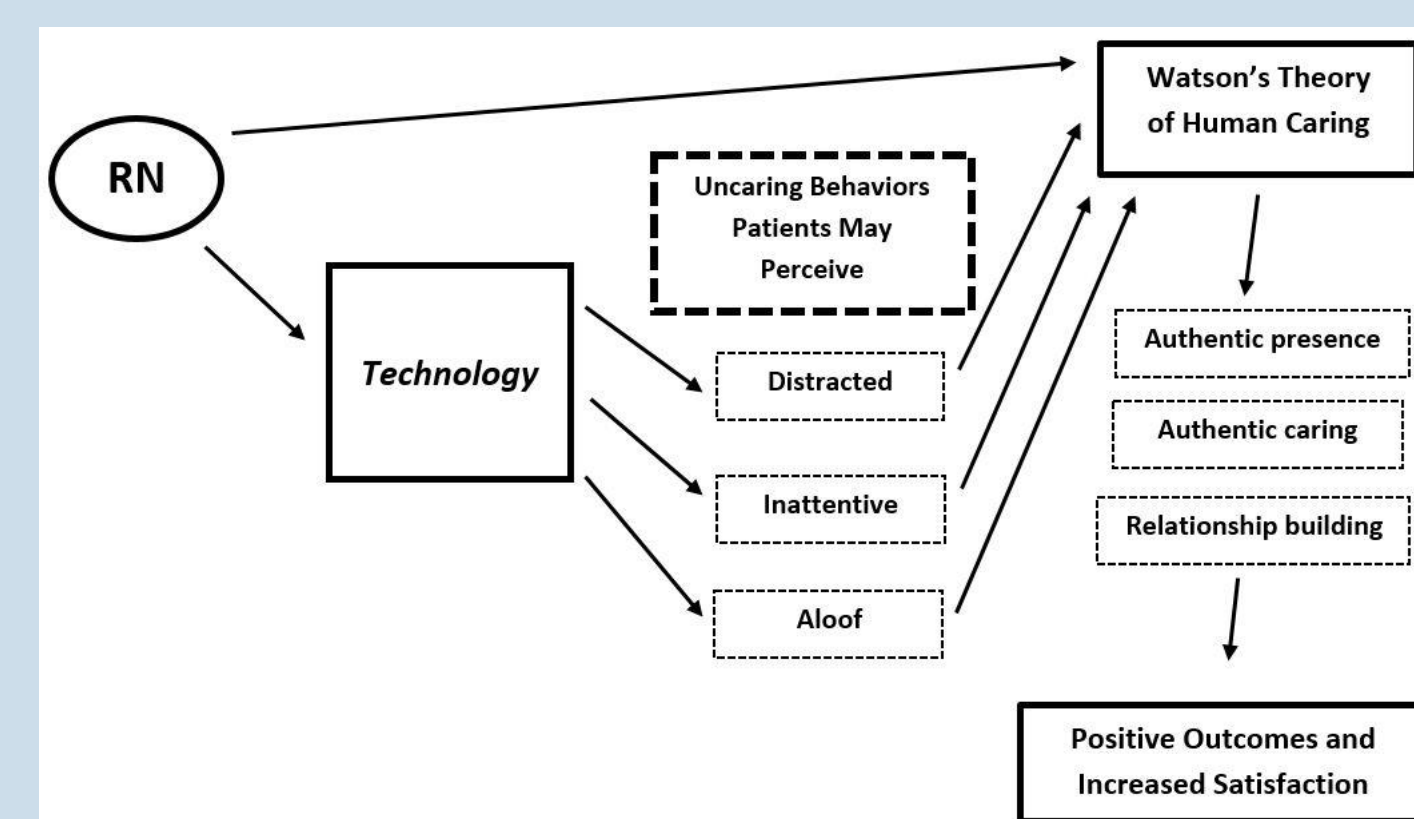 RN
Watson’s Theory
of Human Caring
Uncaring Behaviors
Patients May
Perceive
Technology
Distracted
Inattentive
Aloof
Authentic presence
Authentic caring
Relationship building
Positive Outcomes and
Increased Satisfaction